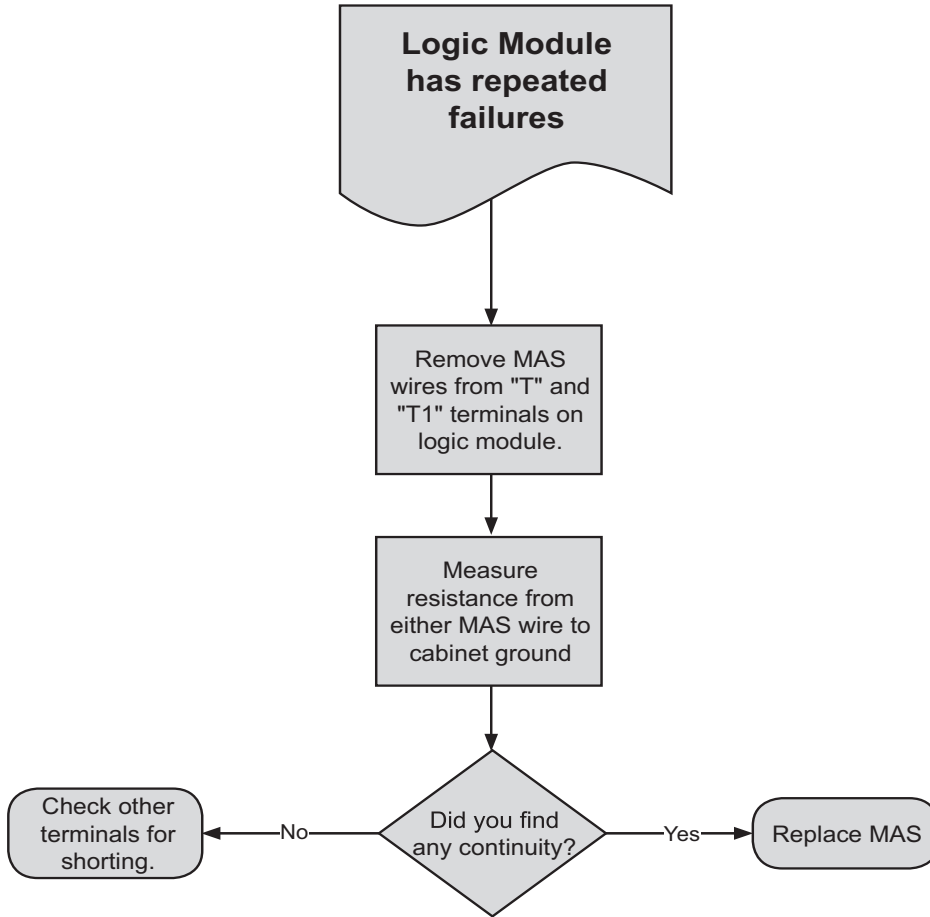 Logic Module
has repeated
failures
Remove MAS
wires from "T" and
"T1" terminals on
logic module.
Measure
resistance from
either MAS wire to
cabinet ground
Did you find
any continuity?
No
Yes
Check other
terminals for
shorting.
Replace MAS